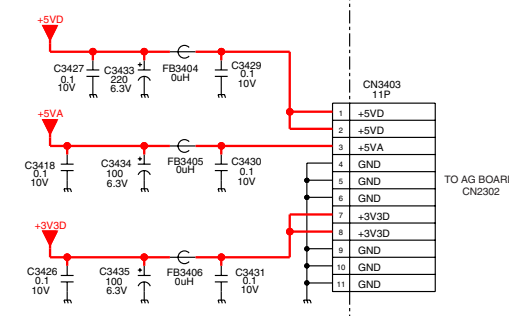 +5VD
C3427
0.1
10V
C3433
220
6.3V
FB3404
0uH
C3429
0.1
10V
CN3403
11P
1 +5VD
2 +5VD
+5VA
3 +5VA
C3418
0.1
10V
C3434
100
6.3V
FB3405
0uH
C3430
0.1
10V
4 GND
5 GND
6 GND
TO AG BOAR
CN2302
+3V3D
7 +3V3D
8 +3V3D
C3426
0.1
10V
C3435
100
6.3V
FB3406
0uH
C3431
0.1
10V
9 GND
10 GND
11 GND